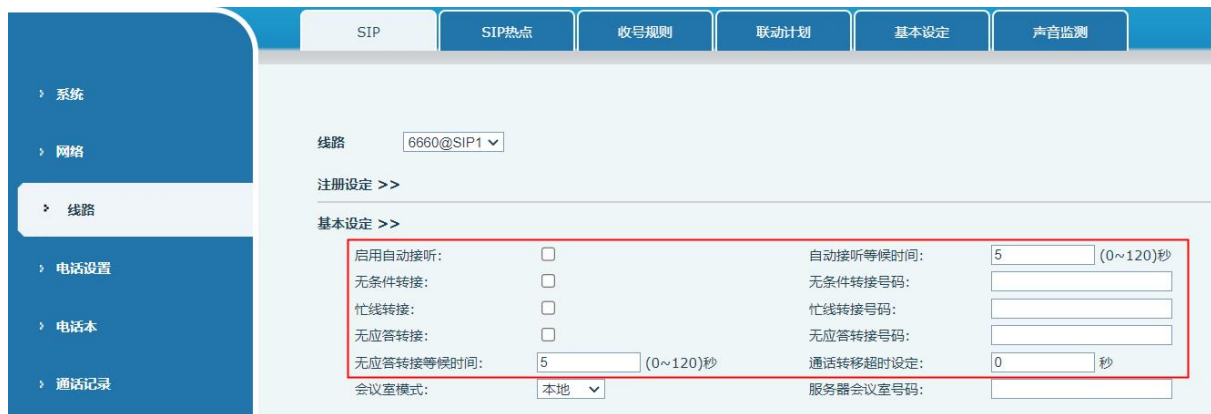 SIP SIP热点 收号规则 联动计划 基本设定 声音监测
系统
网络
线路
电话设置
电话本
通话记录
线路 6660@SIP1
注册设定 >>
基本设定 >>
启用自动接听: 自动接听等候时间: 5 (0~120)秒
无条件转接: 无条件转接号码:
忙线转接: 忙线转接号码:
无应答转接: 无应答转接号码:
无应答转接等候时间: 5 (0~120)秒 通话转移超时设定: 0 秒
会议室模式: 本地 服务器会议室号码: